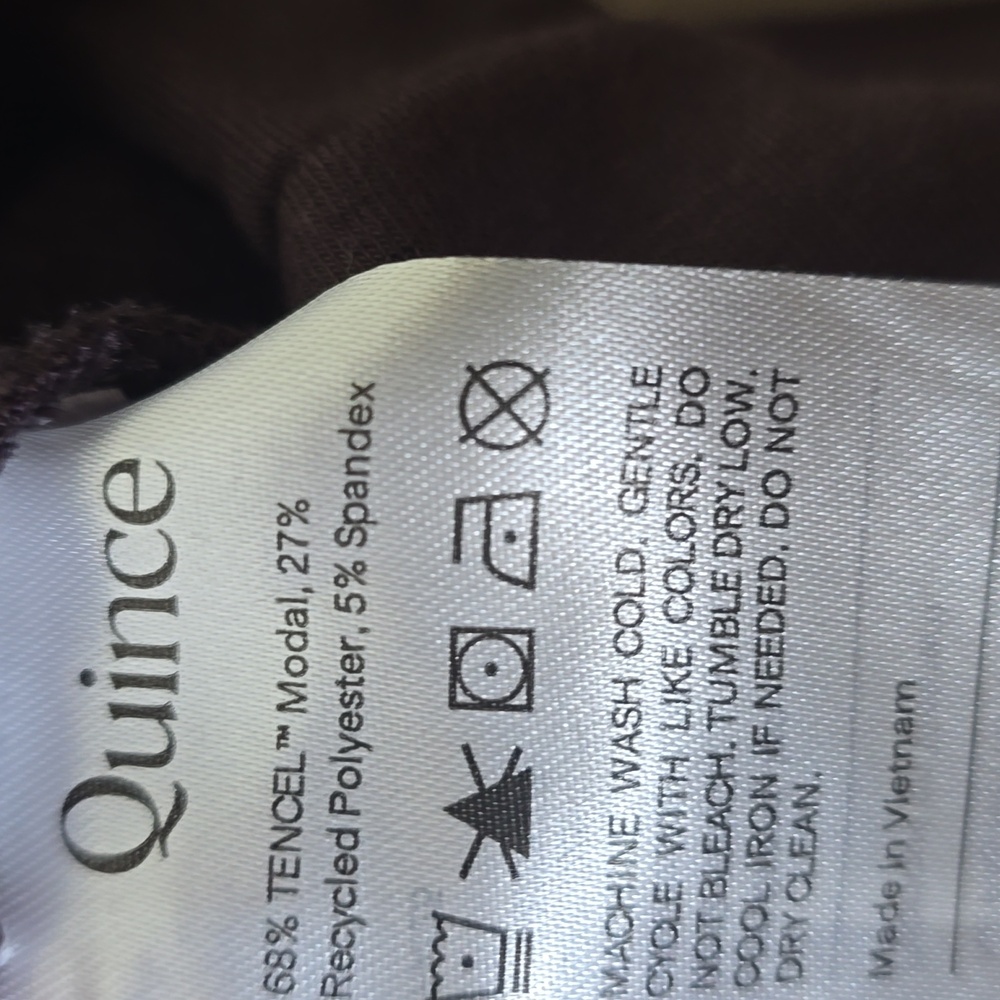 Quince
68% TENCEL™ Modal, 27%
Recycled Polyester, 5% Spandex
MACHINE WASH COLD. GENTLE
CYCLE WITH LIKE COLORS. DO
NOT BLEACH. TUMBLE DRY LOW.
COOL IRON IF NEEDED. DO NOT
DRY CLEAN.
Made in Vietnam